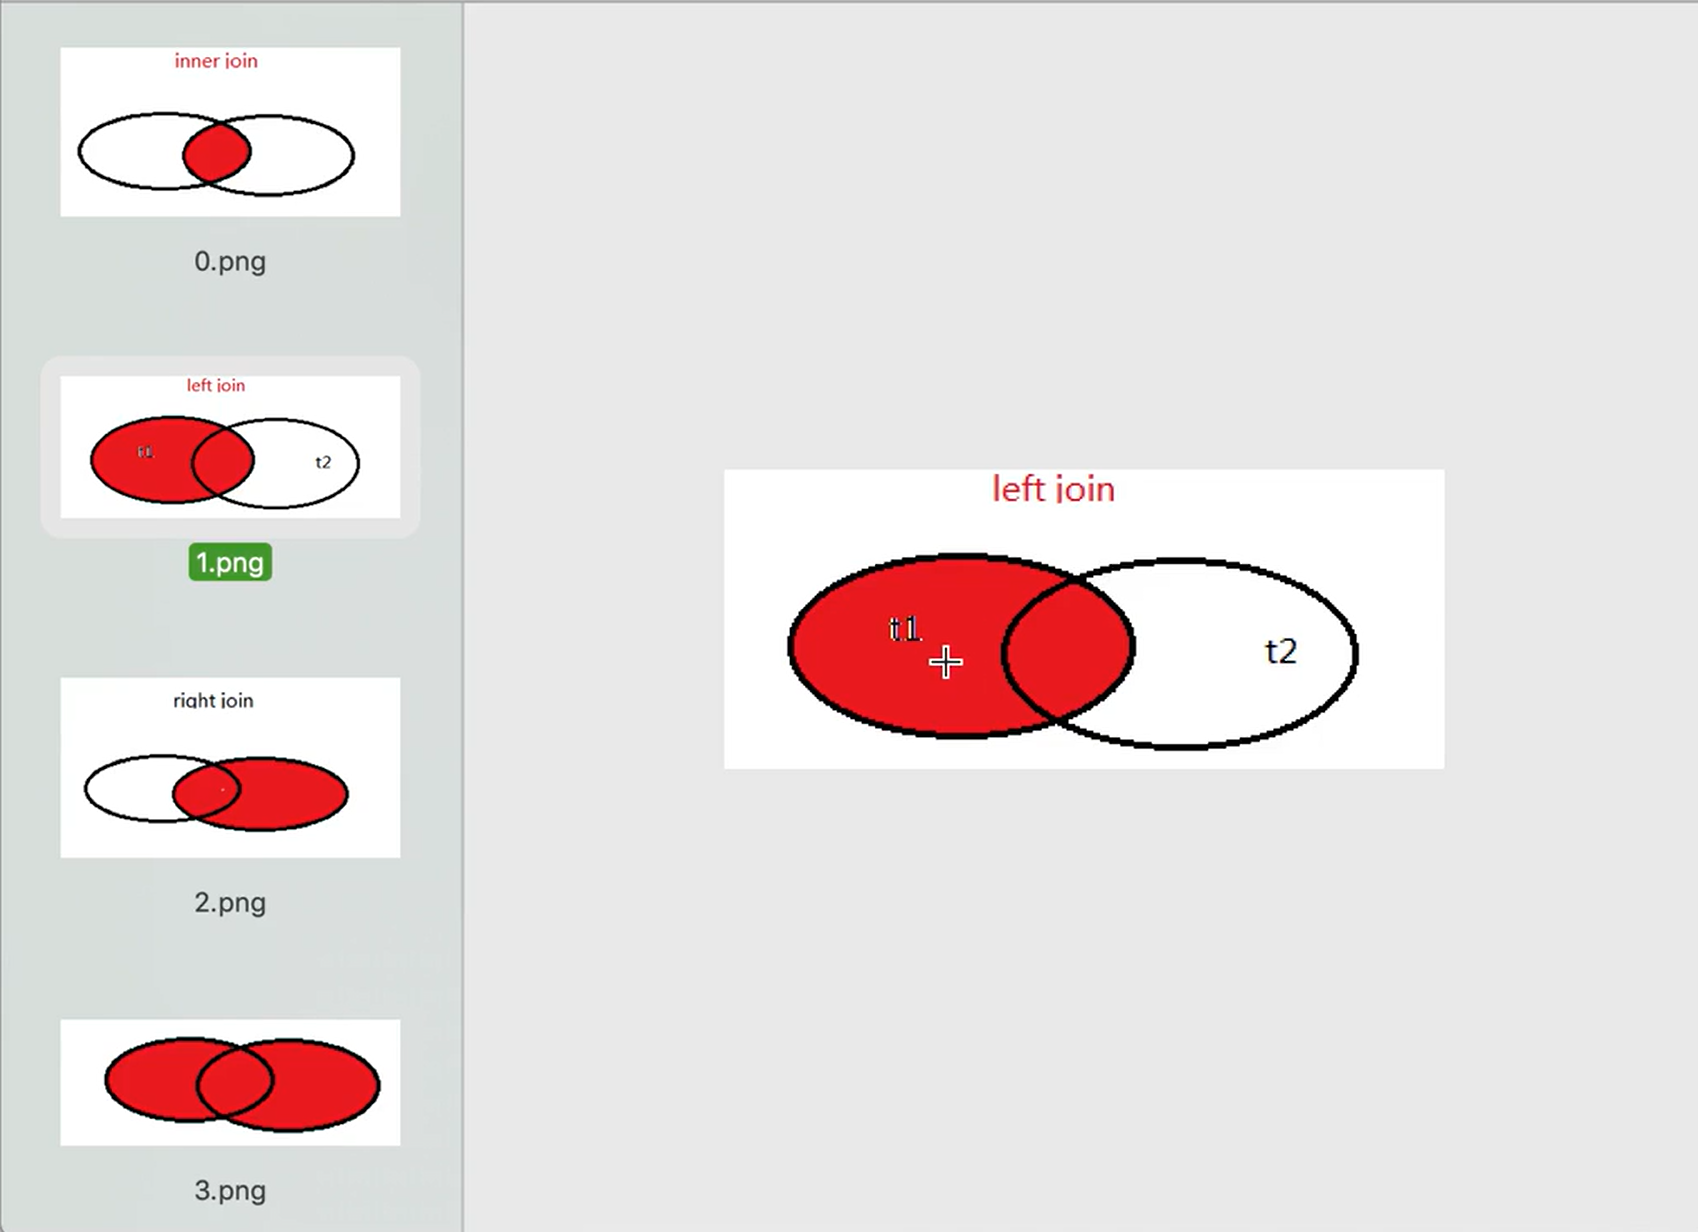 inner join
0.png
left join
t1
t2
1.png
right join
2.png
3.png
left join
t1
t2